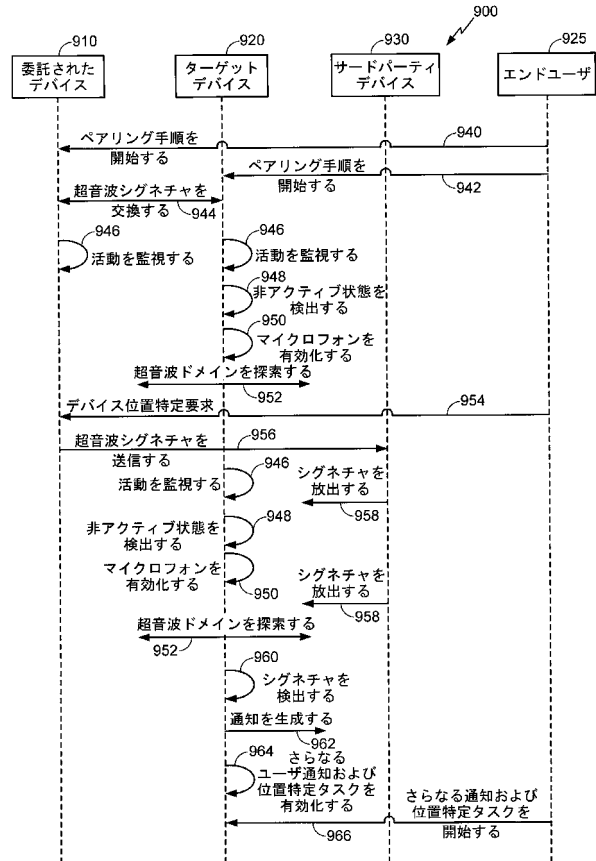 900
910
920
930
925
委託された
デバイス
ターゲット
デバイス
サードパーティ
デバイス
エンドユーザ
ペアリング手順を
開始する
940
ペアリング手順を
開始する
942
超音波シグネチャを
交換する
944
946
活動を監視する
946
活動を監視する
948
非アクティブ状態を
検出する
950
マイクロフォンを
有効化する
超音波ドメインを探索する
952
デバイス位置特定要求
954
超音波シグネチャを
送信する
956
946
活動を監視する
シグネチャを
放出する
958
948
非アクティブ状態を
検出する
マイクロフォンを
有効化する
950
シグネチャを
放出する
958
超音波ドメインを探索する
952
960
シグネチャを
検出する
通知を生成する
962
964
さらなる
ユーザ通知および
位置特定タスクを
有効化する
さらなる通知および
位置特定タスクを
開始する
966